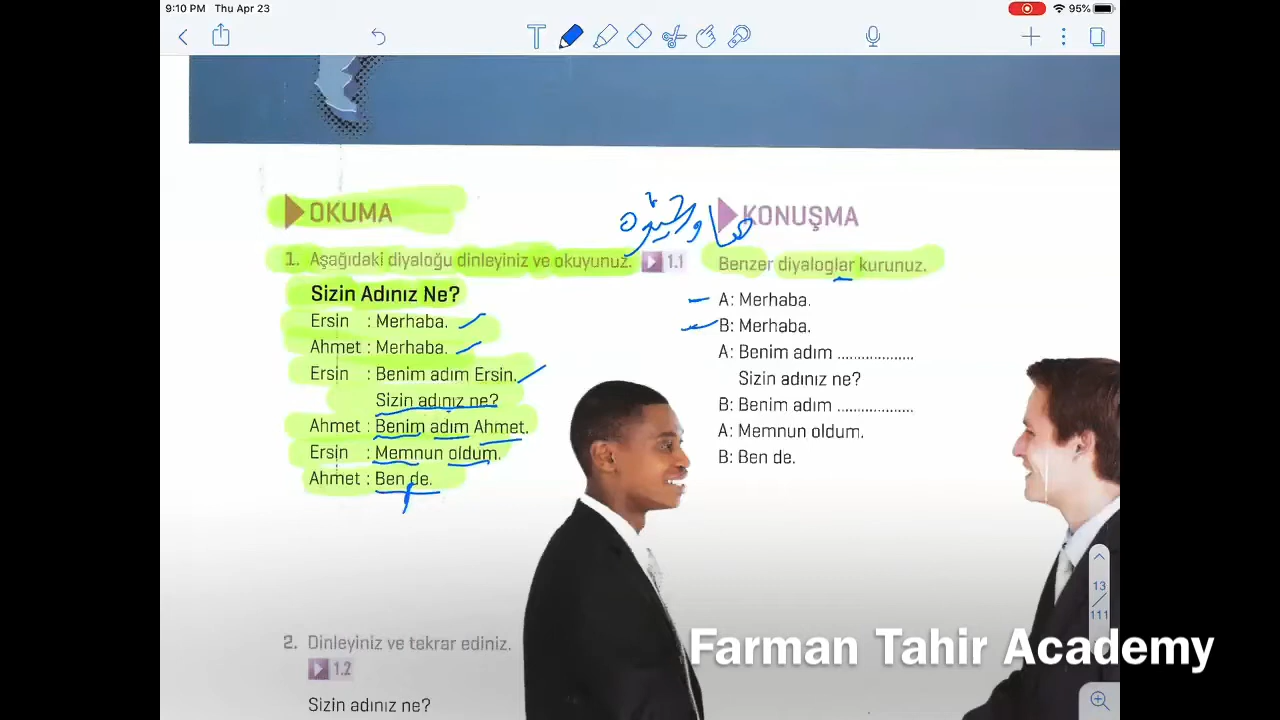 9:10 PM Thu Apr 23
95%
OKUMA
1. Aşağıdaki diyaloğu dinleyiniz ve okuyunuz. 1.1
Sizin Adınız Ne?
Ersin : Merhaba.
Ahmet : Merhaba.
Ersin : Benim adım Ersin.
Sizin adınız ne?
Ahmet : Benim adım Ahmet.
Ersin : Memnun oldum.
Ahmet : Ben de.
2. Dinleyiniz ve tekrar ediniz.
1.2
Sizin adınız ne?
KONUŞMA
Benzer diyaloglar kurunuz.
A: Merhaba.
B: Merhaba.
A: Benim adım ...................
Sizin adınız ne?
B: Benim adım ...................
A: Memnun oldum.
B: Ben de.
13
111
Farman Tahir Academy